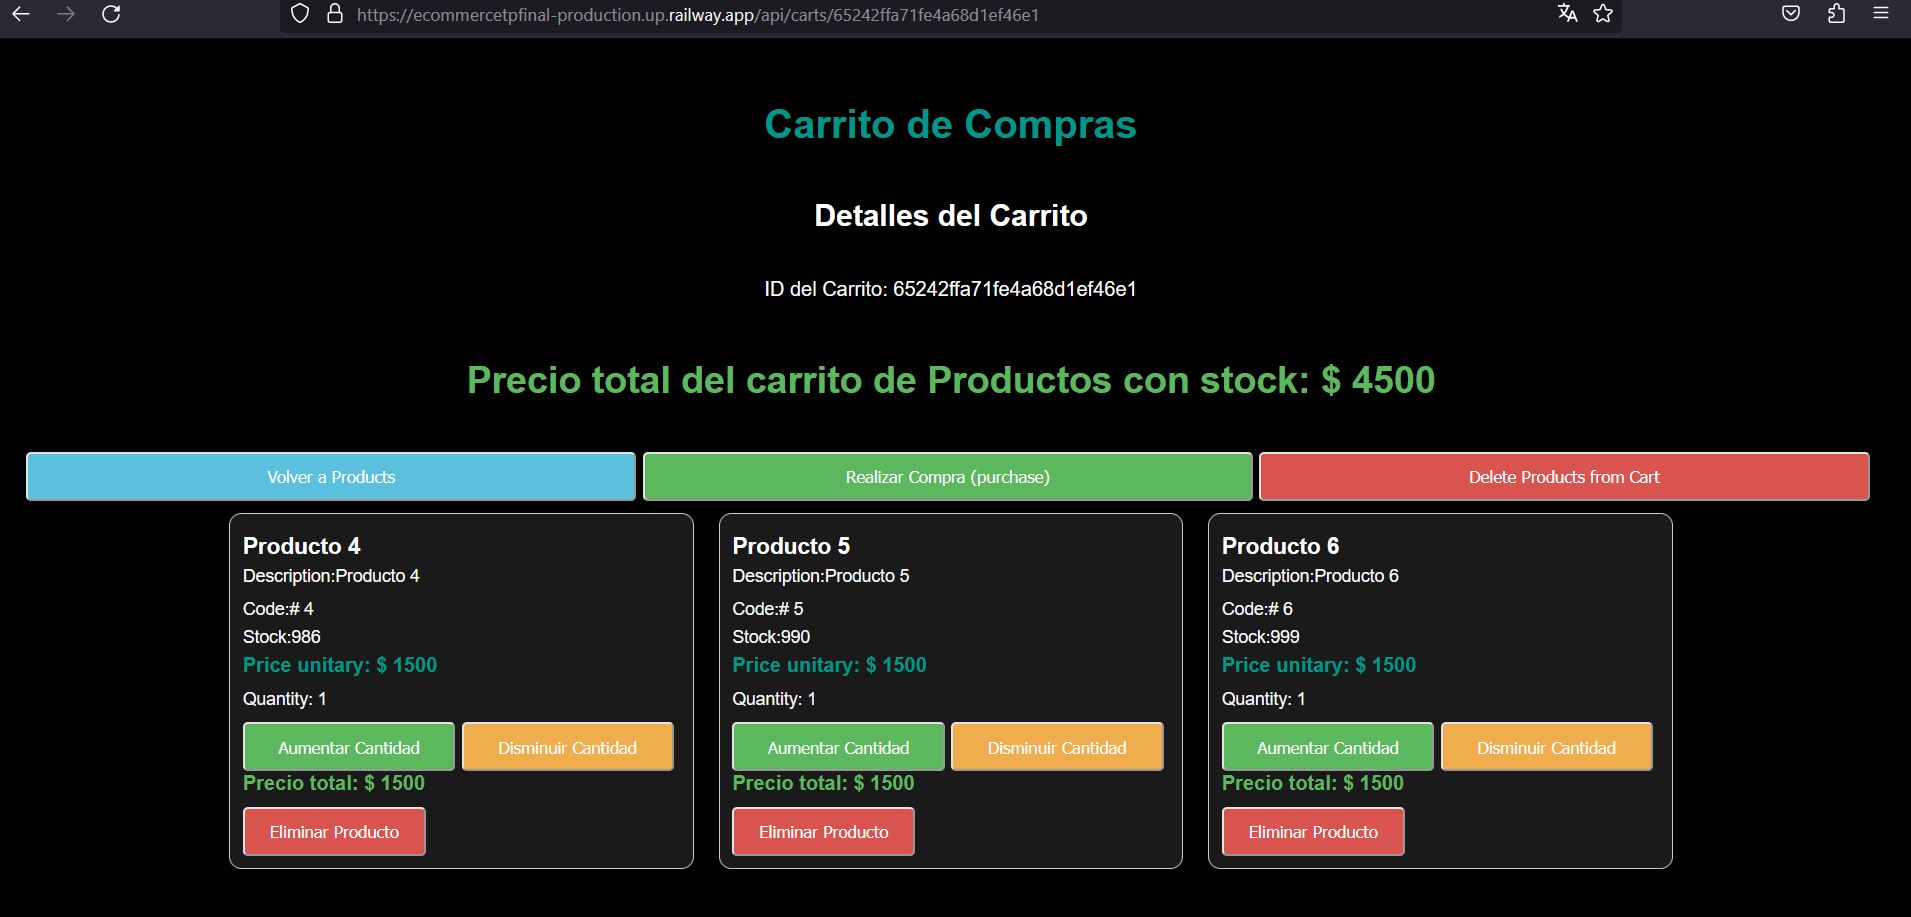 https://ecommercetpfinal-production.up.railway.app/api/carts/65242ffa71fe4a68d1ef46e1
Carrito de Compras
Detalles del Carrito
ID del Carrito: 65242ffa71fe4a68d1ef46e1
Precio total del carrito de Productos con stock: $ 4500
Volver a Products
Realizar Compra (purchase)
Delete Products from Cart
Producto 4
Description:Producto 4
Code:# 4
Stock:986
Price unitary: $ 1500
Quantity: 1
Aumentar Cantidad
Disminuir Cantidad
Precio total: $ 1500
Eliminar Producto
Producto 5
Description:Producto 5
Code:# 5
Stock:990
Price unitary: $ 1500
Quantity: 1
Aumentar Cantidad
Disminuir Cantidad
Precio total: $ 1500
Eliminar Producto
Producto 6
Description:Producto 6
Code:# 6
Stock:999
Price unitary: $ 1500
Quantity: 1
Aumentar Cantidad
Disminuir Cantidad
Precio total: $ 1500
Eliminar Producto